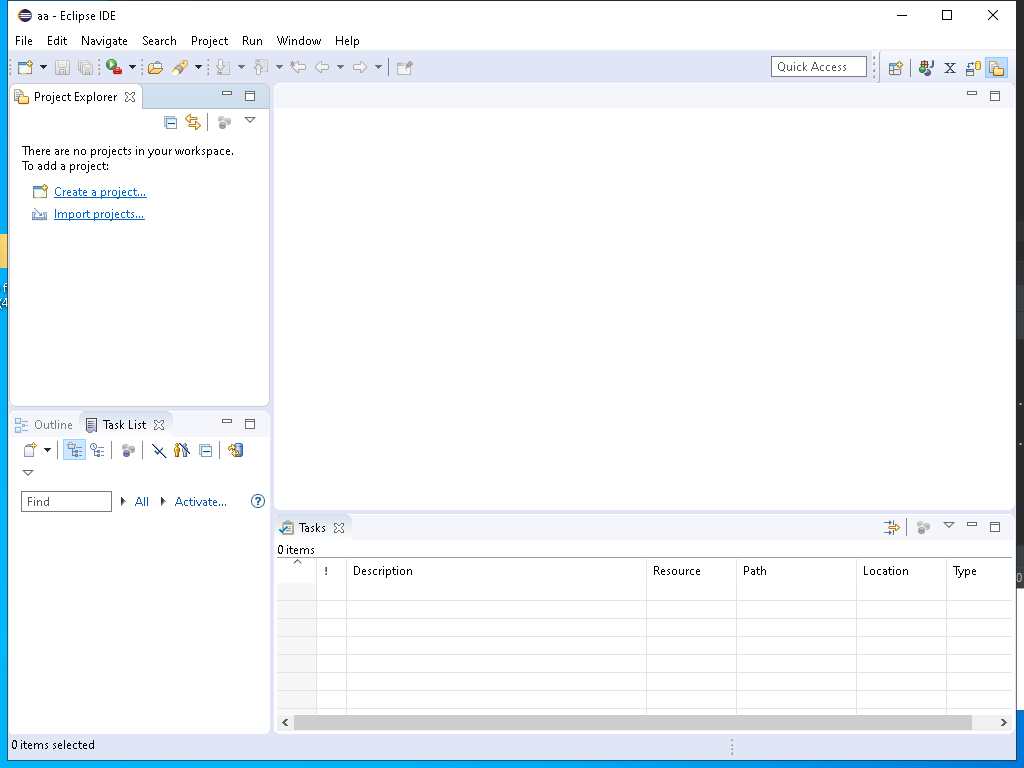 aa - Eclipse IDE
File Edit Navigate Search Project Run Window Help
Quick Access
X
Project Explorer
There are no projects in your workspace.
To add a project:
Create a project...
Import projects...
Outline Task List
Find All Activate... ?
Tasks
0 items
! Description Resource Path Location Type
0 items selected
f
(4
0